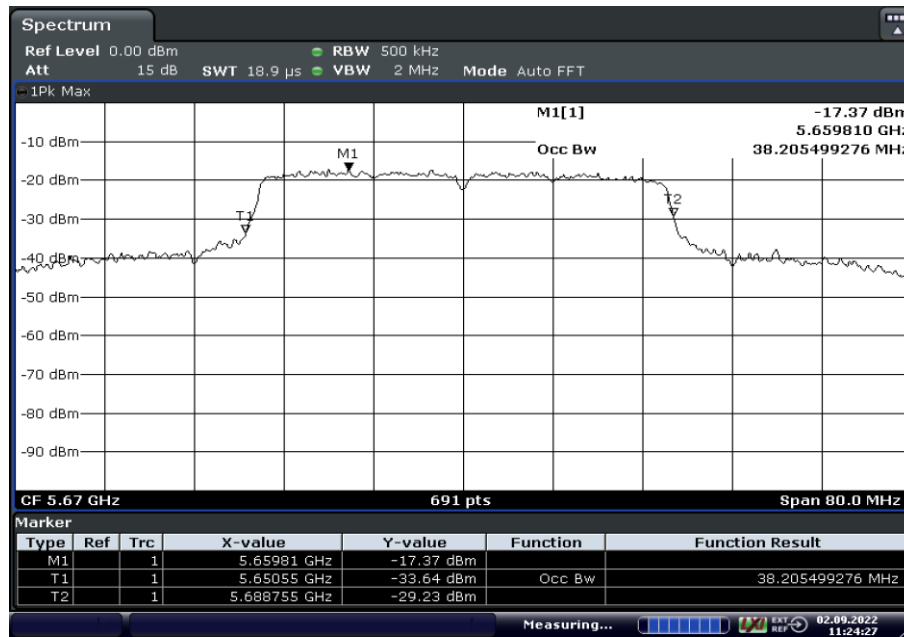 Spectrum
Ref Level 0.00 dBm RBW 500 kHz
Att 15 dB SWT 18.9 µs VBW 2 MHz Mode Auto FFT
1Pk Max
M1[1] -17.37 dBm
5.659810 GHz
Occ Bw 38.205499276 MHz
-10 dBm
M1
-20 dBm
T1
T2
-30 dBm
-40 dBm
-50 dBm
-60 dBm
-70 dBm
-80 dBm
-90 dBm
CF 5.67 GHz 691 pts Span 80.0 MHz
Marker
Type Ref Trc X-value Y-value Function Function Result
M1 1 5.65981 GHz -17.37 dBm
T1 1 5.65055 GHz -33.64 dBm Occ Bw 38.205499276 MHz
T2 1 5.688755 GHz -29.23 dBm
Measuring... LXI EXT REF 02.09.2022
11:24:27